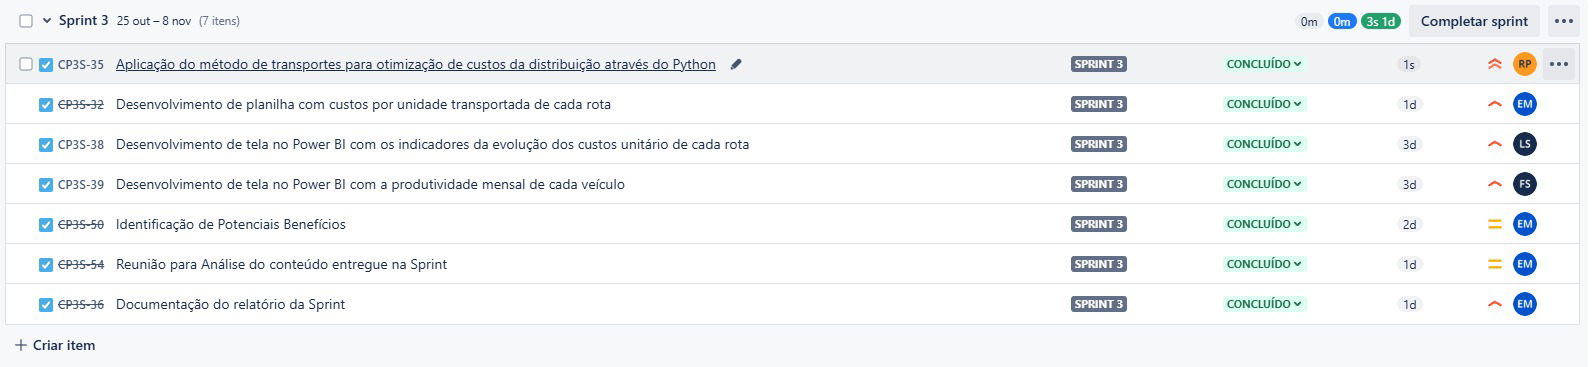 Sprint 3 25 out – 8 nov (7 itens) 0m 0m 3s 1d Completar sprint
CP3S-35 Aplicação do método de transportes para otimização de custos da distribuição através do Python SPRINT 3 CONCLUÍDO 1s RP
CP3S-32 Desenvolvimento de planilha com custos por unidade transportada de cada rota SPRINT 3 CONCLUÍDO 1d EM
CP3S-38 Desenvolvimento de tela no Power BI com os indicadores da evolução dos custos unitário de cada rota SPRINT 3 CONCLUÍDO 3d LS
CP3S-39 Desenvolvimento de tela no Power BI com a produtividade mensal de cada veículo SPRINT 3 CONCLUÍDO 3d FS
CP3S-50 Identificação de Potenciais Benefícios SPRINT 3 CONCLUÍDO 2d EM
CP3S-54 Reunião para Análise do conteúdo entregue na Sprint SPRINT 3 CONCLUÍDO 1d EM
CP3S-36 Documentação do relatório da Sprint SPRINT 3 CONCLUÍDO 1d EM
+ Criar item